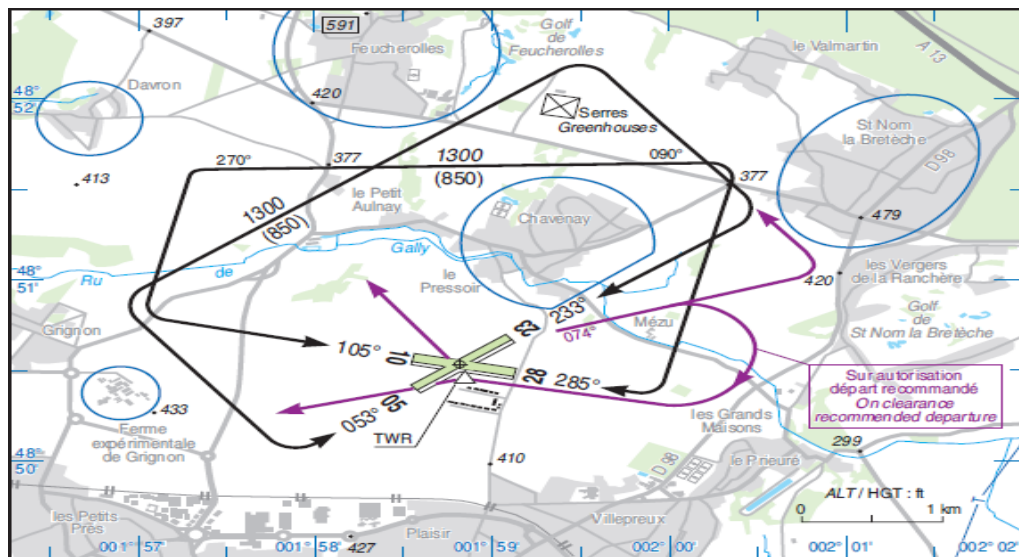 397
591
Feucherolles
Golf
de
Feucherolles
le Valmartin
A 13
48°
52'
Davron
420
Serres
Greenhouses
St Nom
la Bretèche
D 98
413
270°
377
1300
(850)
090°
377
le Petit
Aulnay
1300
(850)
Chavenay
479
48°
51'
Ru
de
Gally
le
Pressoir
420
les Vergers
de la Ranchère
Golf
de
St Nom la Bretèche
Grignon
233°
074°
Mézu
23
105°
10
28
285°
05
053°
TWR
433
Ferme
expérimentale
de Grignon
Sur autorisation
départ recommandé
On clearance
recommended departure
les Grands
Maisons
299
48°
50'
410
D 98
le Prieuré
ALT / HGT : ft
0
1 km
les Petits
Prés
Plaisir
427
Villepreux
001° 57'
001° 58'
001° 59'
002° 00'
002° 01'
002° 02'